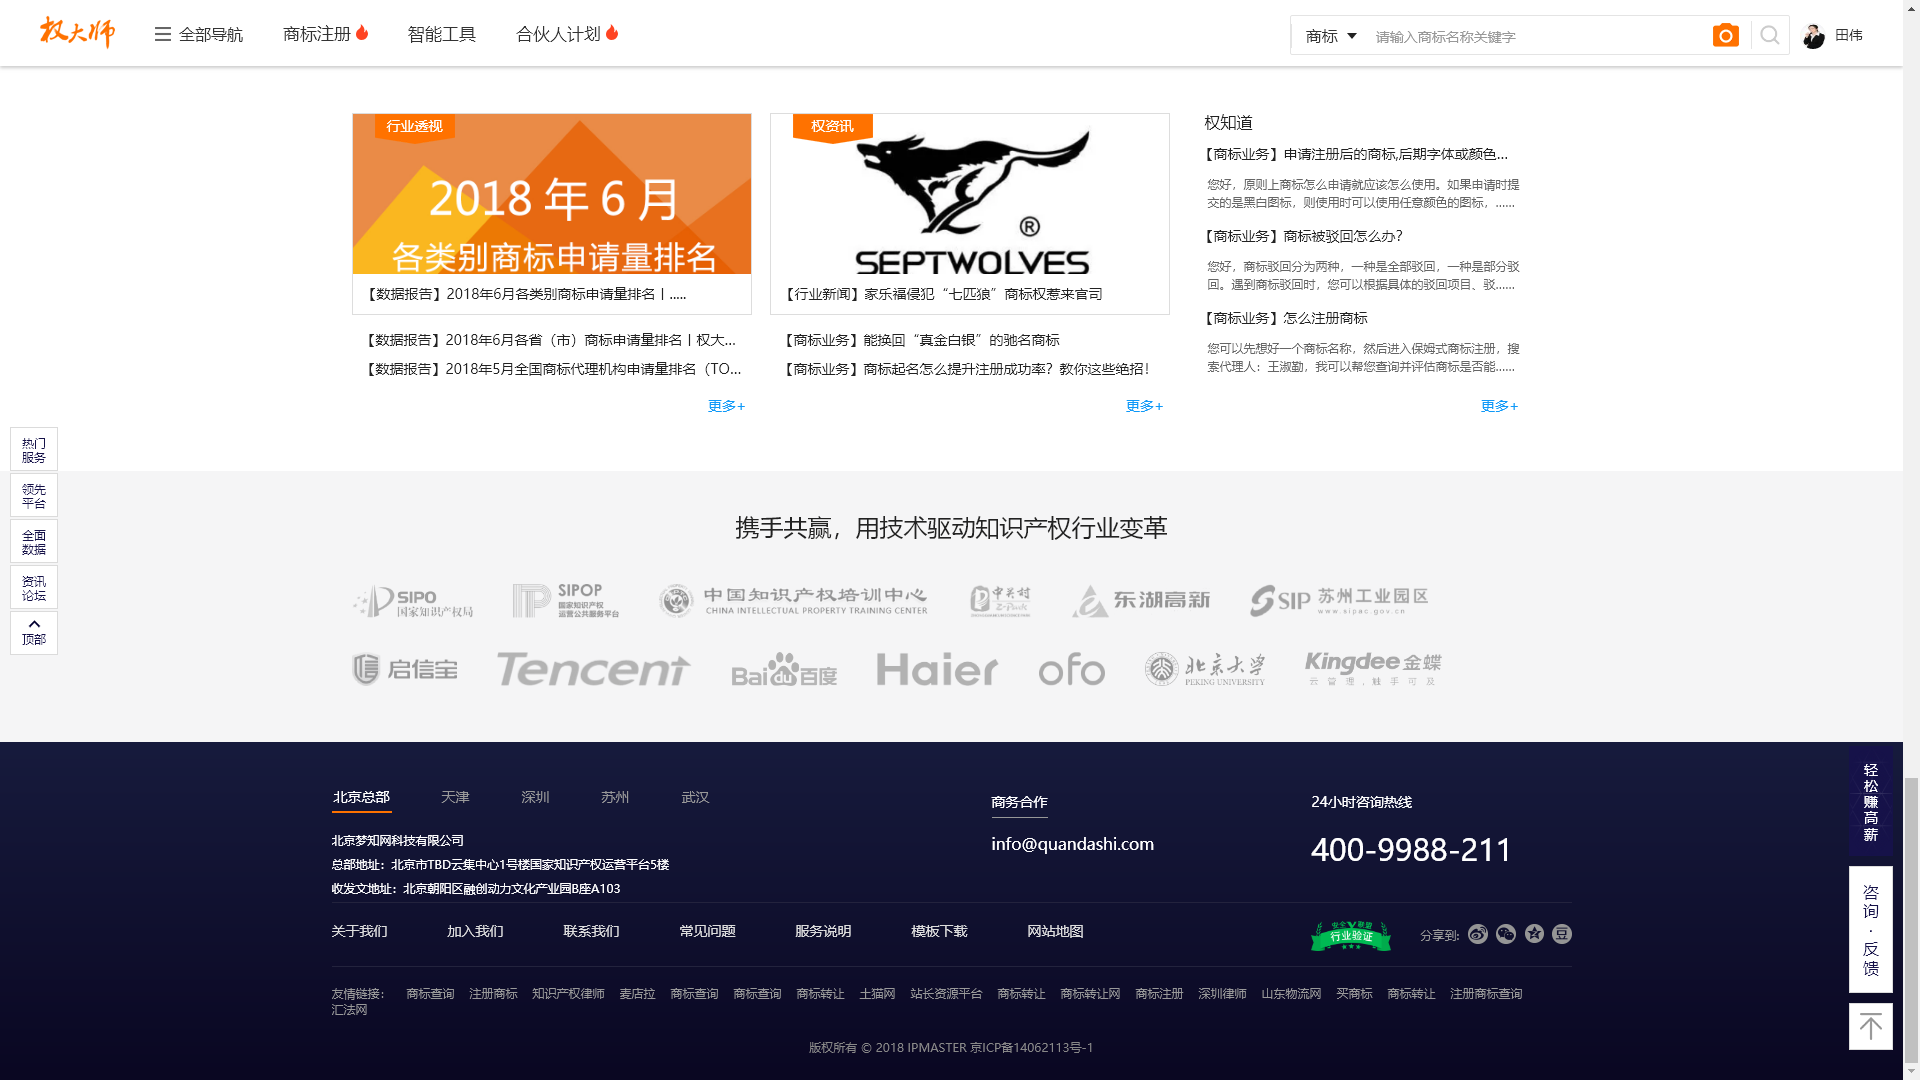 权大师
全部导航
商标注册
智能工具
合伙人计划
商标
请输入商标名称关键字
田伟
行业透视
2018 年 6 月
各类别商标申请量排名
【数据报告】2018年6月各类别商标申请量排名丨.....
【数据报告】2018年6月各省（市）商标申请量排名丨权大...
【数据报告】2018年5月全国商标代理机构申请量排名（TO...
更多+
权资讯
®
SEPTWOLVES
【行业新闻】家乐福侵犯“七匹狼”商标权惹来官司
【商标业务】能换回“真金白银”的驰名商标
【商标业务】商标起名怎么提升注册成功率？教你这些绝招！
更多+
权知道
【商标业务】申请注册后的商标,后期字体或颜色...
您好，原则上商标怎么申请就应该怎么使用。如果申请时提
交的是黑白图标，则使用时可以使用任意颜色的图标，......
【商标业务】商标被驳回怎么办？
您好，商标驳回分为两种，一种是全部驳回，一种是部分驳
回。遇到商标驳回时，您可以根据具体的驳回项目、驳......
【商标业务】怎么注册商标
您可以先想好一个商标名称，然后进入保姆式商标注册，搜
索代理人：王淑勤，我可以帮您查询并评估商标是否能......
更多+
热门
服务
领先
平台
全面
数据
资讯
论坛
顶部
携手共赢，用技术驱动知识产权行业变革
SIPO
国家知识产权局
SIPOP
国家知识产权
运营公共服务平台
中国知识产权培训中心
CHINA INTELLECTUAL PROPERTY TRAINING CENTER
中关村
Z-Park
东湖高新
SIP 苏州工业园区
www.sipac.gov.cn
启信宝
Tencent
Bai du 百度
Haier
ofo
北京大学
PEKING UNIVERSITY
Kingdee 金蝶
云管理，触手可及
北京总部
天津
深圳
苏州
武汉
北京梦知网科技有限公司
总部地址：北京市TBD云集中心1号楼国家知识产权运营平台5楼
收发文地址：北京朝阳区融创动力文化产业园B座A103
商务合作
info@quandashi.com
24小时咨询热线
400-9988-211
关于我们
加入我们
联系我们
常见问题
服务说明
模板下载
网站地图
安全V联盟
行业验证
分享到:
豆
友情链接：
商标查询 注册商标 知识产权律师 麦店拉 商标查询 商标查询 商标转让 土猫网 站长资源平台 商标转让 商标转让网 商标注册 深圳律师 山东物流网 买商标 商标转让 注册商标查询
汇法网
版权所有 © 2018 IPMASTER 京ICP备14062113号-1
轻松赚高薪
咨询·反馈